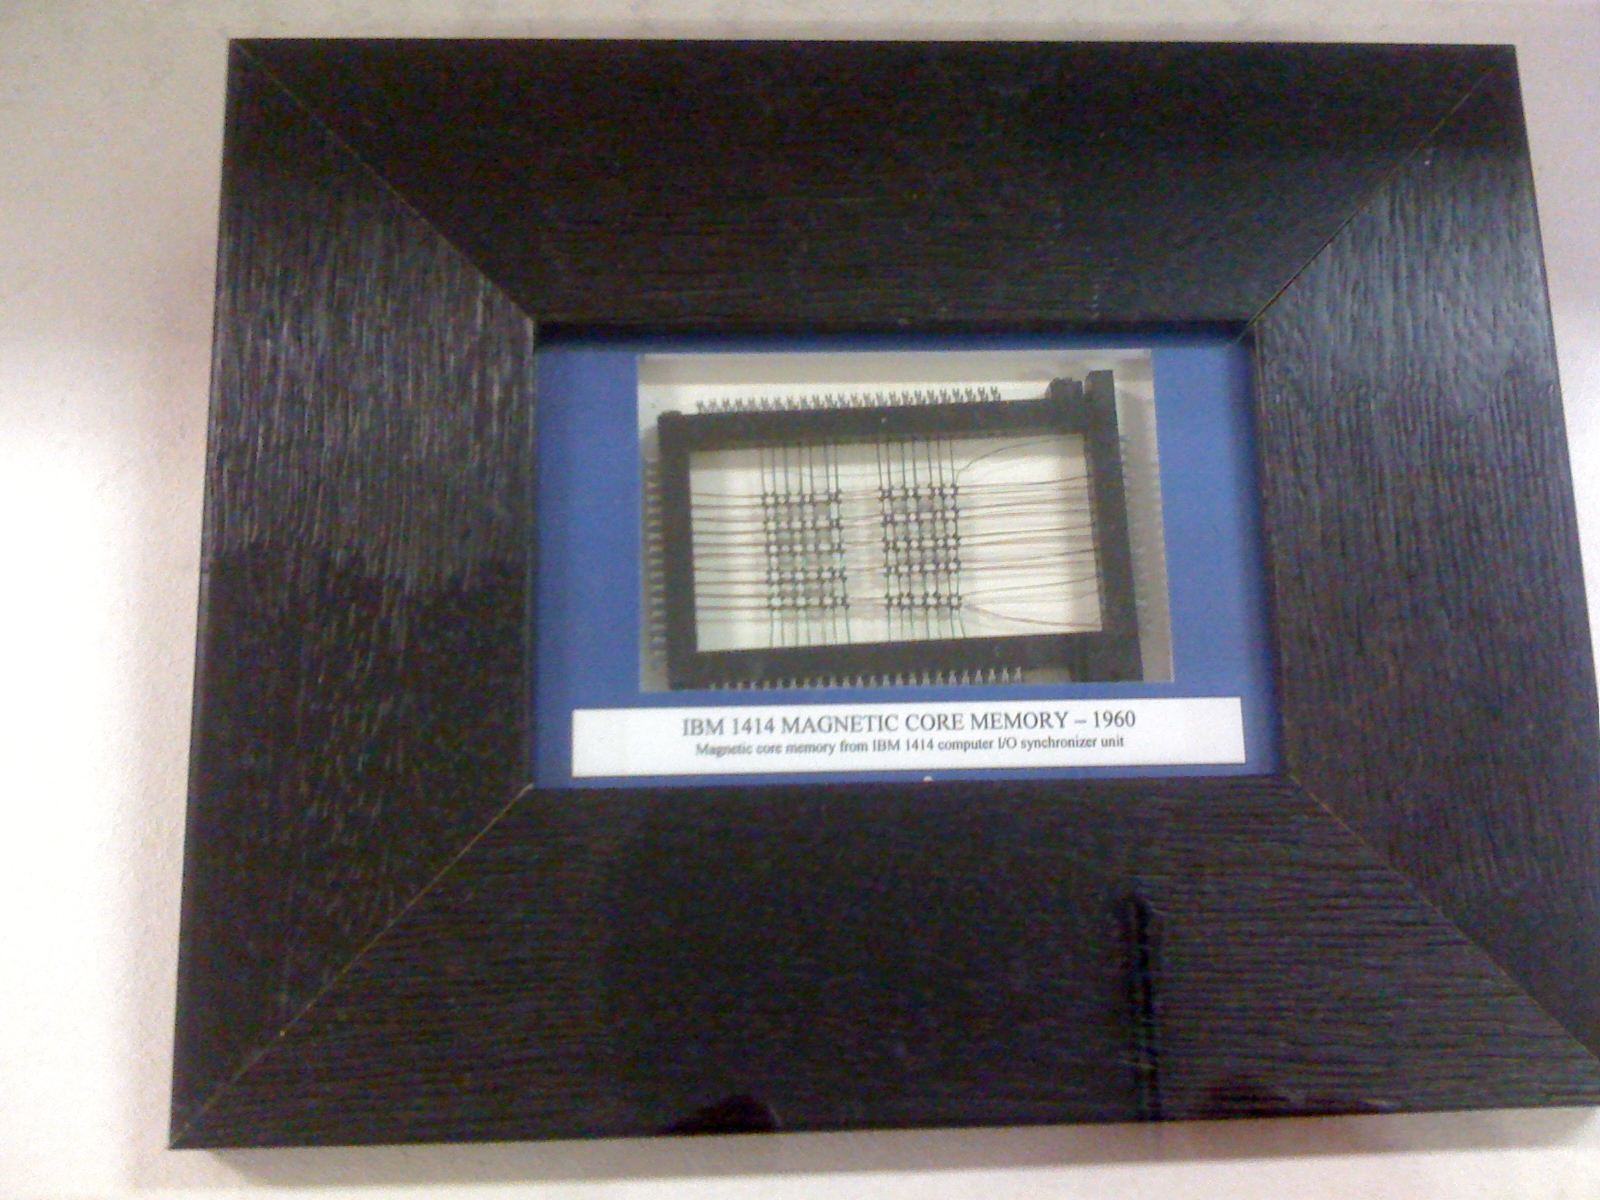 IBM 1414 MAGNETIC CORE MEMORY – 1960
Magnetic core memory from IBM 1414 computer I/O synchronizer unit